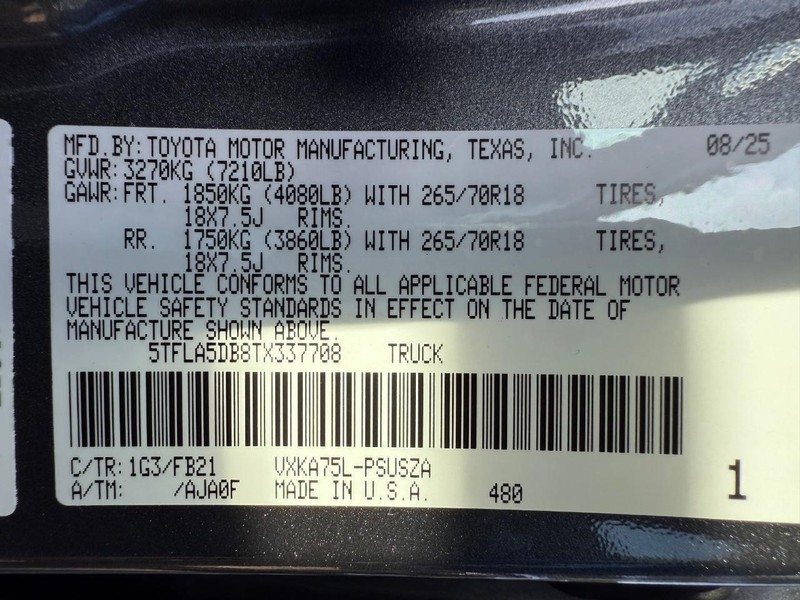 MFD.BY: TOYOTA MOTOR MANUFACTURING, TEXAS, INC. 08/25
GVWR: 3270KG (7210LB)
GAWR: FRT. 1850KG (4080LB) WITH 265/70R18 TIRES,
18X7.5J RIMS.
RR. 1750KG (3860LB) WITH 265/70R18 TIRES,
18X7.5J RIMS.
THIS VEHICLE CONFORMS TO ALL APPLICABLE FEDERAL MOTOR
VEHICLE SAFETY STANDARDS IN EFFECT ON THE DATE OF
MANUFACTURE SHOWN ABOVE.
5TFLA5DB8TX337708 TRUCK
C/TR: 1G3/FB21 VXKA75L-PSUSZA
A/TM: /AJA0F MADE IN U.S.A. 480 1